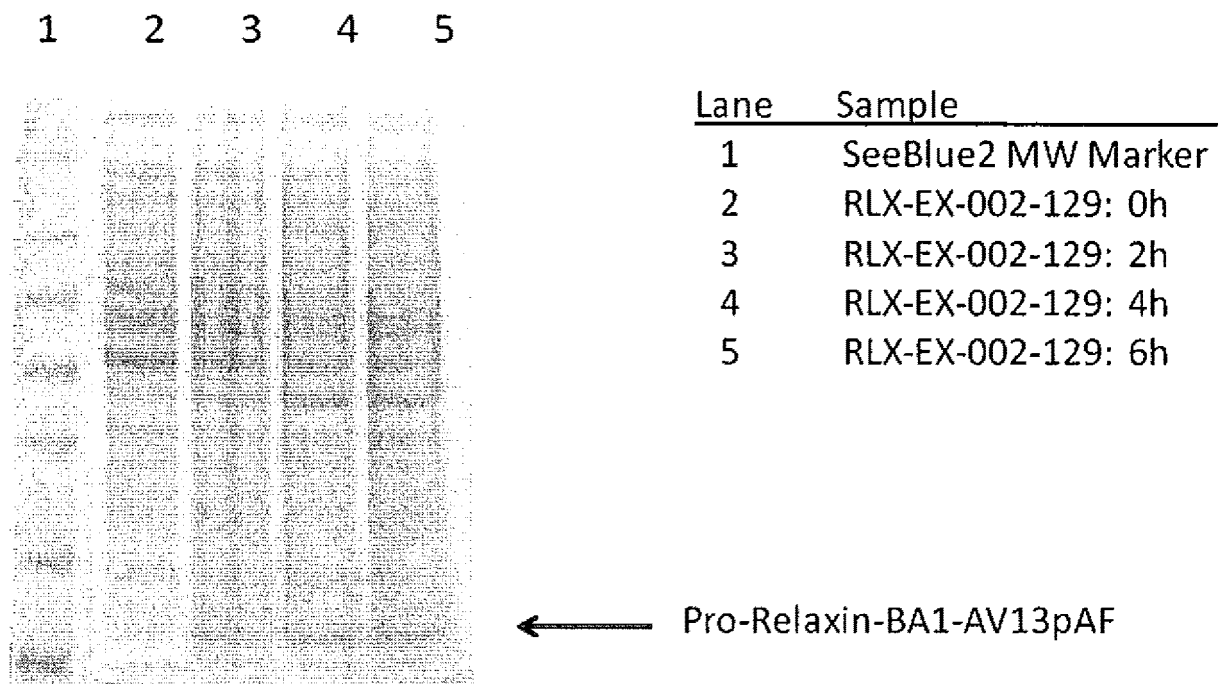 1 2 3 4 5
Lane Sample
1 SeeBlue2 MW Marker
2 RLX-EX-002-129: 0h
3 RLX-EX-002-129: 2h
4 RLX-EX-002-129: 4h
5 RLX-EX-002-129: 6h
Pro-Relaxin-BA1-AV13pAF